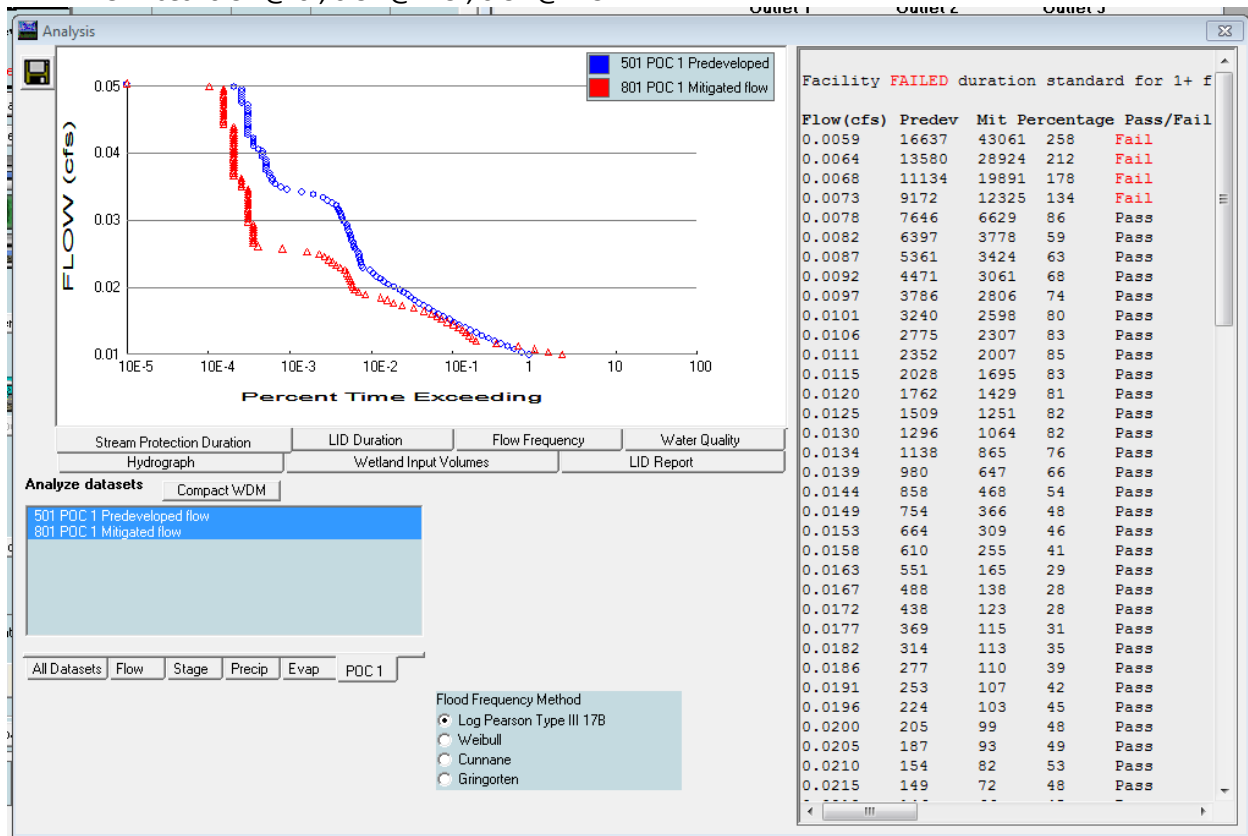 Outlet 1 Outlet 2 Outlet 3
Analysis
501 POC 1 Predeveloped
801 POC 1 Mitigated flow
0.05
0.04
0.03
0.02
0.01
FLOW (cfs)
10E-5 10E-4 10E-3 10E-2 10E-1 1 10 100
Percent Time Exceeding
Stream Protection Duration LID Duration Flow Frequency Water Quality
Hydrograph Wetland Input Volumes LID Report
Analyze datasets Compact WDM
501 POC 1 Predeveloped flow
801 POC 1 Mitigated flow
All Datasets Flow Stage Precip Evap POC 1
Flood Frequency Method
Log Pearson Type III 17B
Weibull
Cunnane
Gringorten
Facility FAILED duration standard for 1+ f
Flow(cfs) Predev Mit Percentage Pass/Fail
0.0059 16637 43061 258 Fail
0.0064 13580 28924 212 Fail
0.0068 11134 19891 178 Fail
0.0073 9172 12325 134 Fail
0.0078 7646 6629 86 Pass
0.0082 6397 3778 59 Pass
0.0087 5361 3424 63 Pass
0.0092 4471 3061 68 Pass
0.0097 3786 2806 74 Pass
0.0101 3240 2598 80 Pass
0.0106 2775 2307 83 Pass
0.0111 2352 2007 85 Pass
0.0115 2028 1695 83 Pass
0.0120 1762 1429 81 Pass
0.0125 1509 1251 82 Pass
0.0130 1296 1064 82 Pass
0.0134 1138 865 76 Pass
0.0139 980 647 66 Pass
0.0144 858 468 54 Pass
0.0149 754 366 48 Pass
0.0153 664 309 46 Pass
0.0158 610 255 41 Pass
0.0163 551 165 29 Pass
0.0167 488 138 28 Pass
0.0172 438 123 28 Pass
0.0177 369 115 31 Pass
0.0182 314 113 35 Pass
0.0186 277 110 39 Pass
0.0191 253 107 42 Pass
0.0196 224 103 45 Pass
0.0200 205 99 48 Pass
0.0205 187 93 49 Pass
0.0210 154 82 53 Pass
0.0215 149 72 48 Pass